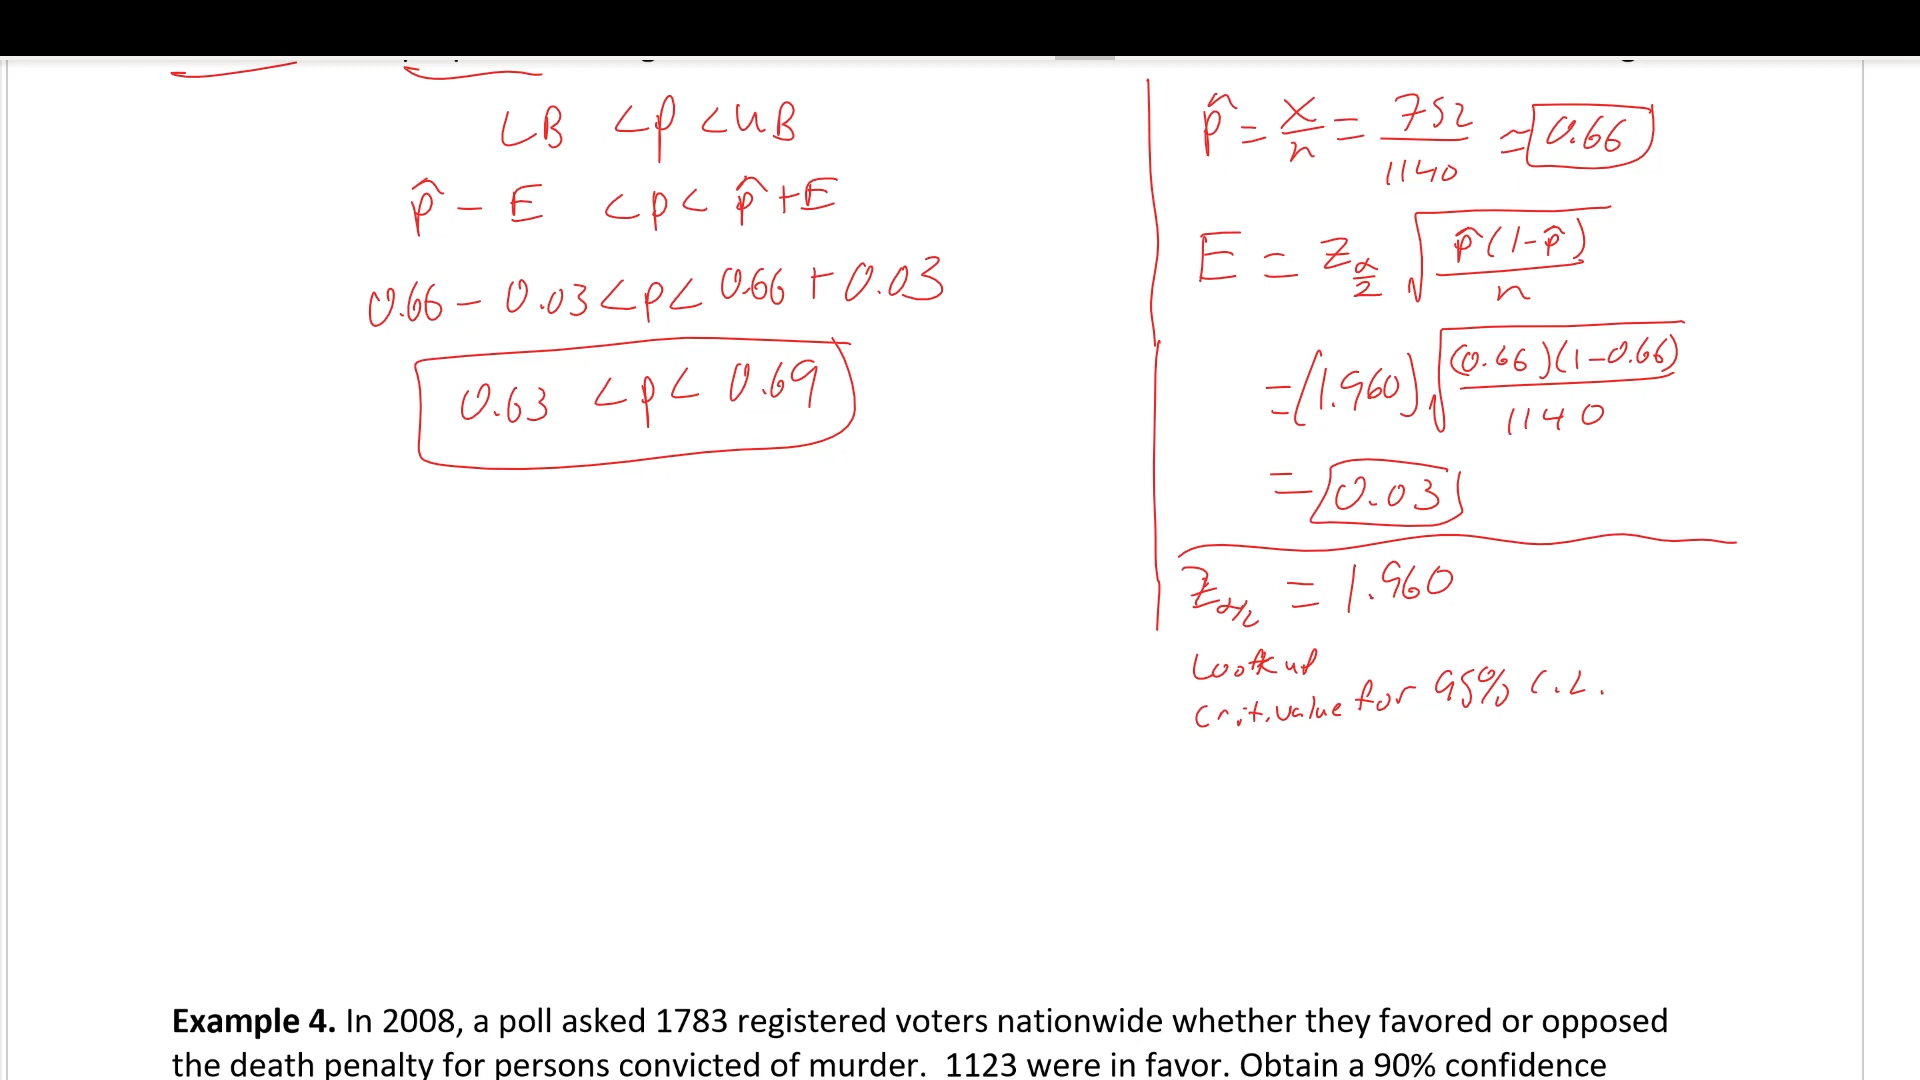 LB < p < UB
p̂ - E < p < p̂ + E
0.66 - 0.03 < p < 0.66 + 0.03
0.63 < p < 0.69
p̂ = x/n = 752/1140 ≈ 0.66
E = z_{α/2} √(p̂(1-p̂)/n)
= (1.960) √((0.66)(1-0.66)/1140)
= 0.03
z_{α/2} = 1.960
Look up
crit. value for 95% C.L.
Example 4. In 2008, a poll asked 1783 registered voters nationwide whether they favored or opposed
the death penalty for persons convicted of murder.  1123 were in favor. Obtain a 90% confidence